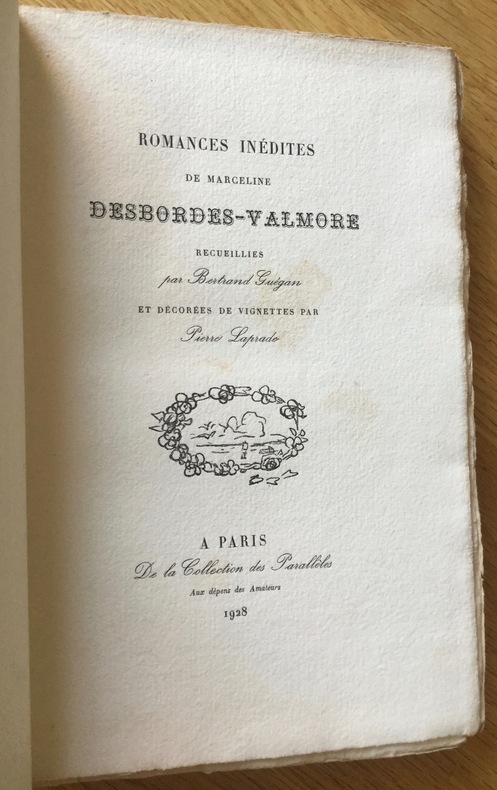 ROMANCES INÉDITES
DE MARCELINE
DESBORDES-VALMORE
RECUEILLIES
par Bertrand Guégan
ET DÉCORÉES DE VIGNETTES PAR
Pierre Laprade
A PARIS
De la Collection des Parallèles
Aux dépens des Amateurs
1928